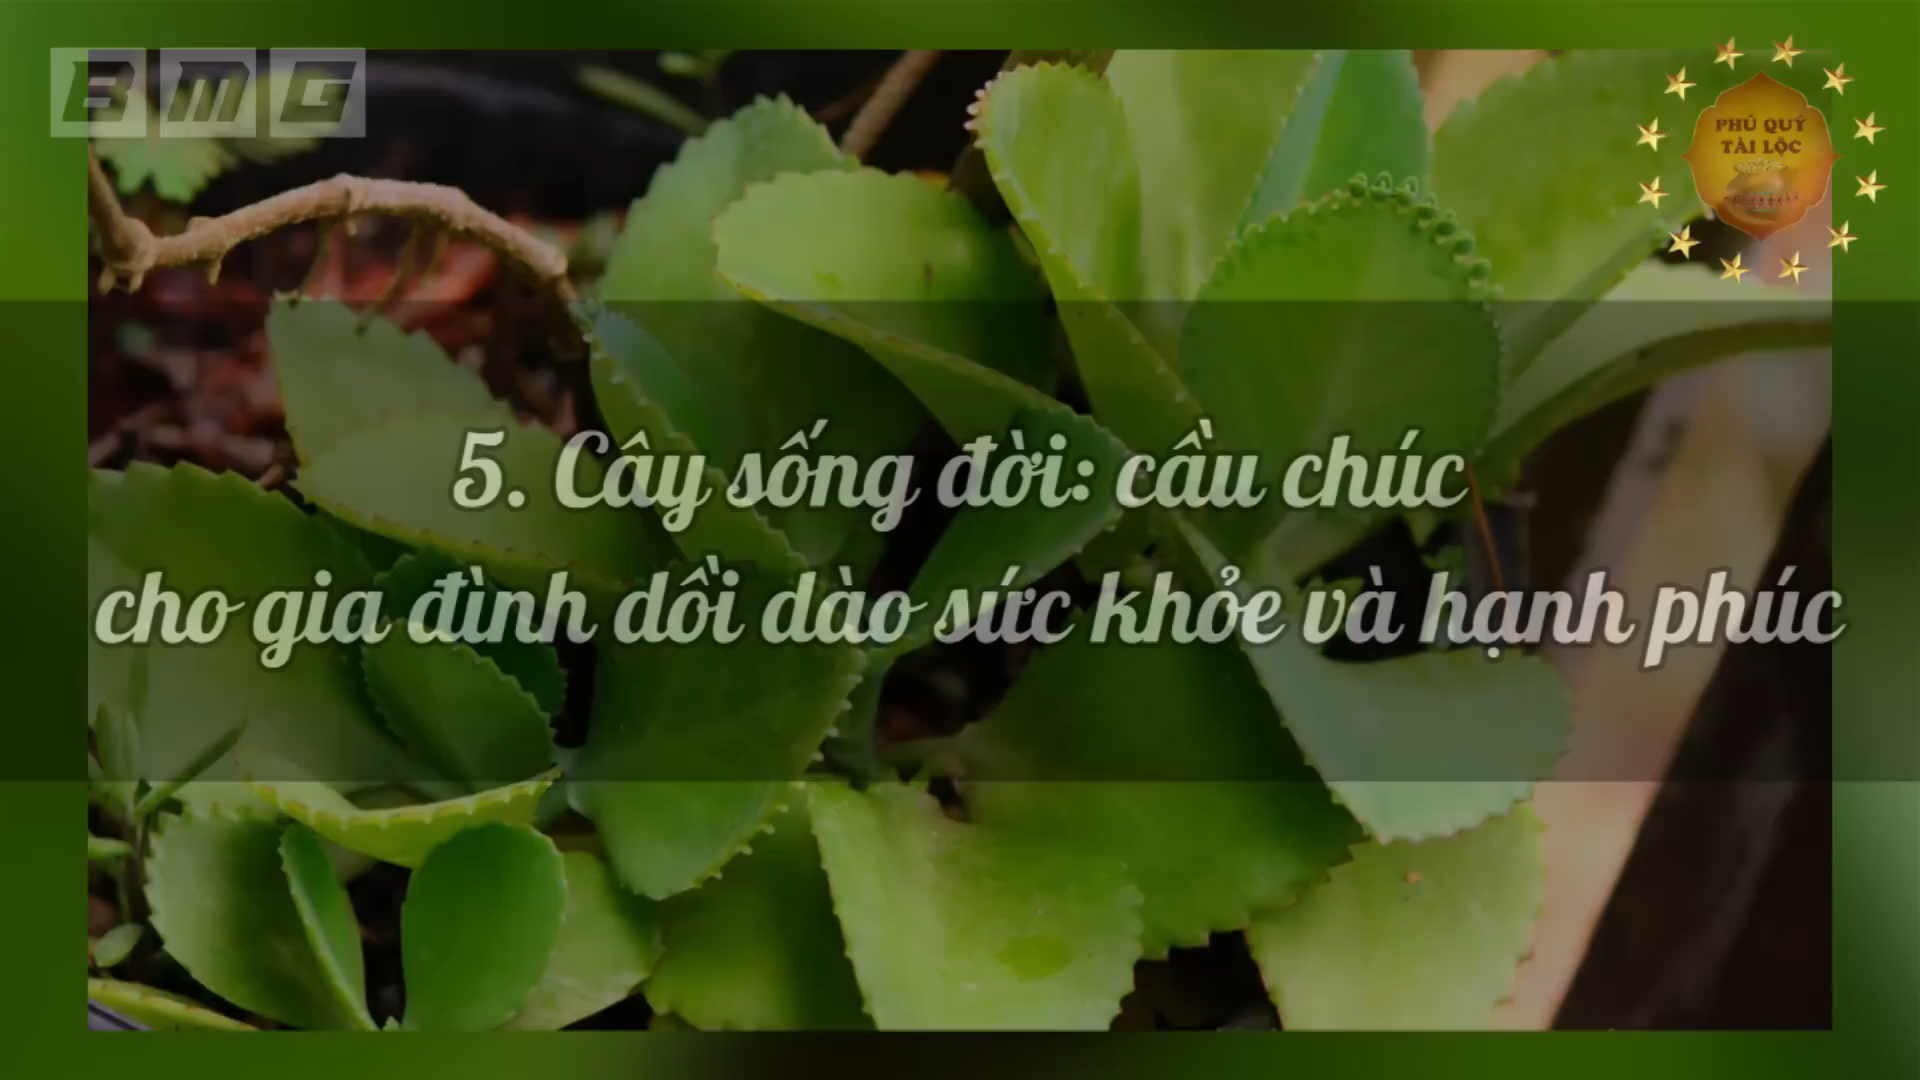 BMG
PHÚ QUÝ
TÀI LỘC
5. Cây sống đời: cầu chúc
cho gia đình dồi dào sức khỏe và hạnh phúc